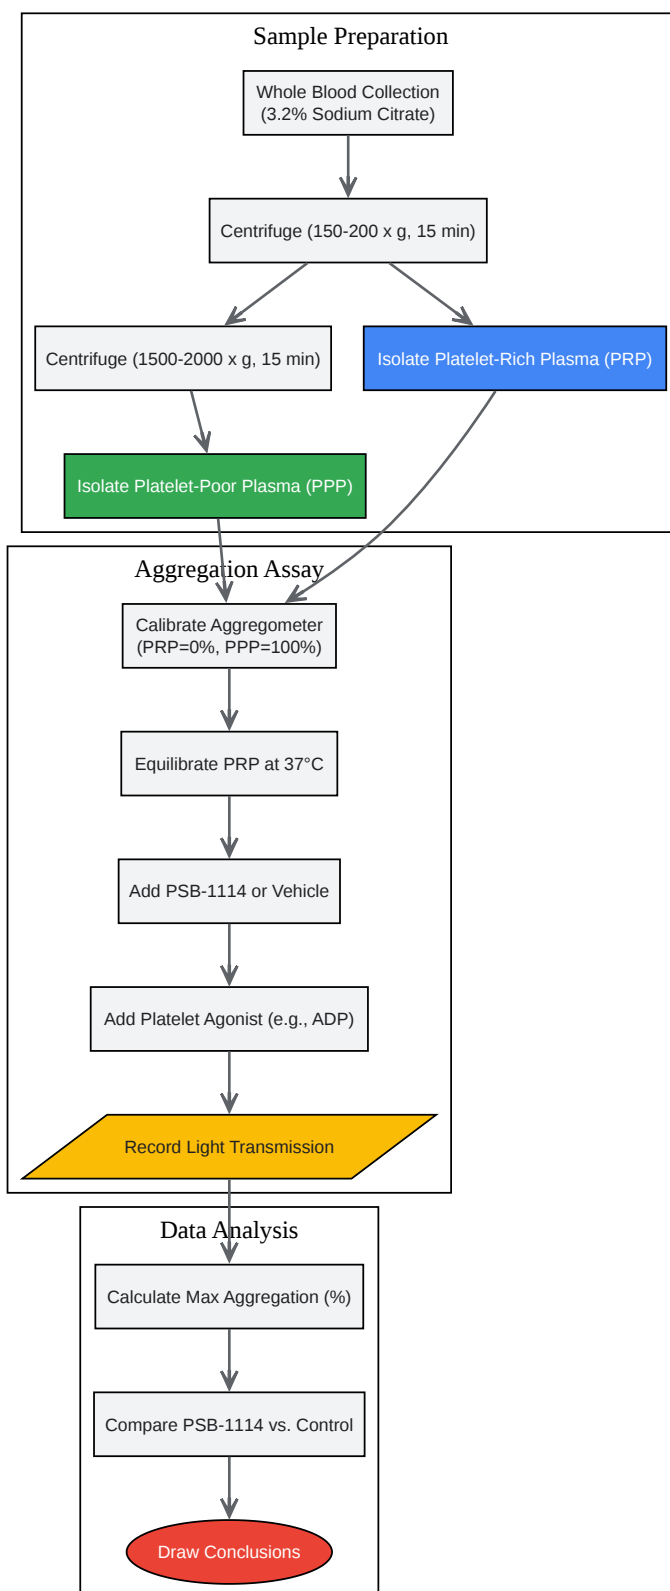 Sample Preparation
Whole Blood Collection
(3.2% Sodium Citrate)
Centrifuge (150-200 x g, 15 min)
Centrifuge (1500-2000 x g, 15 min)
Isolate Platelet-Rich Plasma (PRP)
Isolate Platelet-Poor Plasma (PPP)
Aggregation Assay
Calibrate Aggregometer
(PRP=0%, PPP=100%)
Equilibrate PRP at 37°C
Add PSB-1114 or Vehicle
Add Platelet Agonist (e.g., ADP)
Record Light Transmission
Data Analysis
Calculate Max Aggregation (%)
Compare PSB-1114 vs. Control
Draw Conclusions